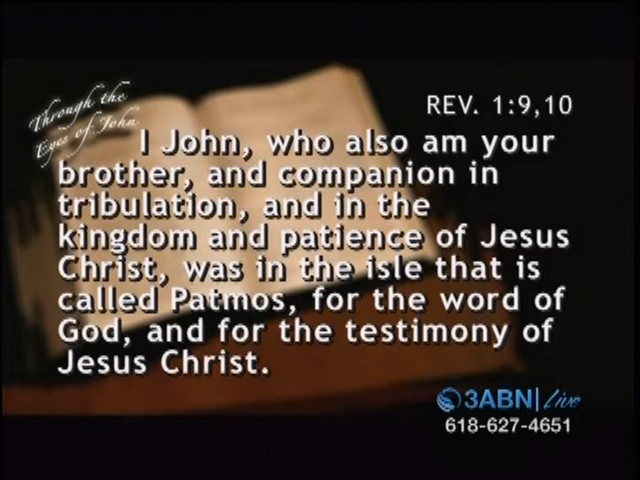 Through the
Eyes of John
REV. 1:9,10
I John, who also am your
brother, and companion in
tribulation, and in the
kingdom and patience of Jesus
Christ, was in the isle that is
called Patmos, for the word of
God, and for the testimony of
Jesus Christ.
3ABN Live
618-627-4651